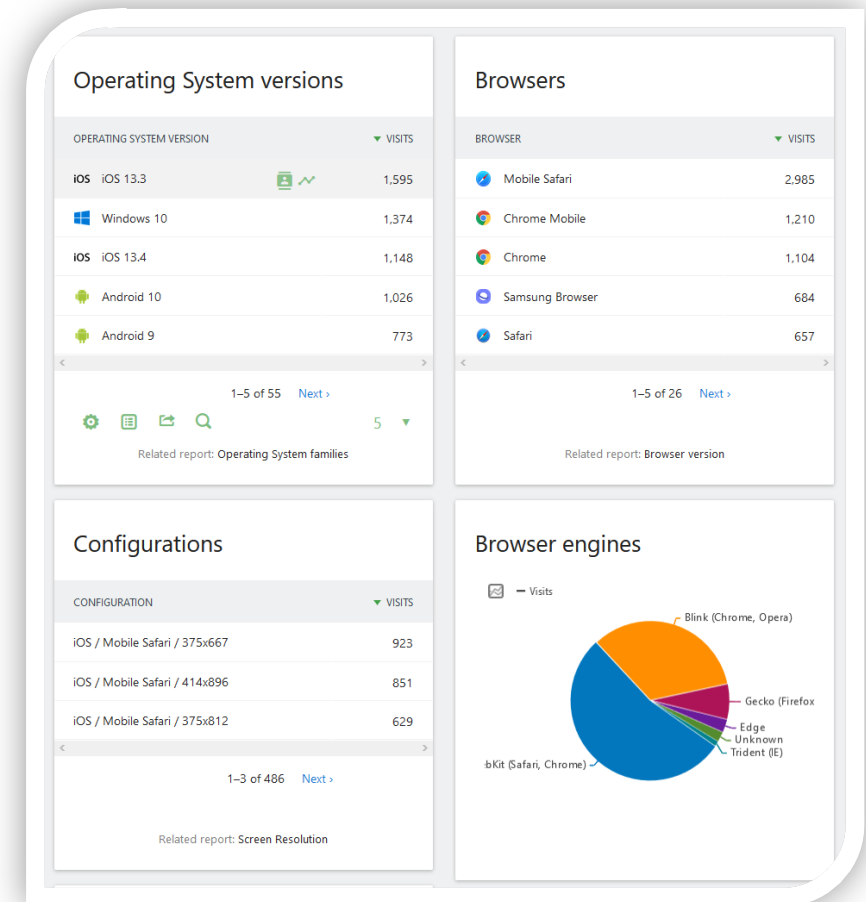 Operating System versions
OPERATING SYSTEM VERSION VISITS
iOS iOS 13.3 1,595
Windows 10 1,374
iOS iOS 13.4 1,148
Android 10 1,026
Android 9 773
1–5 of 55 Next ›
5
Related report: Operating System families
Browsers
BROWSER VISITS
Mobile Safari 2,985
Chrome Mobile 1,210
Chrome 1,104
Samsung Browser 684
Safari 657
1–5 of 26 Next ›
Related report: Browser version
Configurations
CONFIGURATION VISITS
iOS / Mobile Safari / 375x667 923
iOS / Mobile Safari / 414x896 851
iOS / Mobile Safari / 375x812 629
1–3 of 486 Next ›
Related report: Screen Resolution
Browser engines
Visits
Blink (Chrome, Opera)
Gecko (Firefox
Edge
Unknown
Trident (IE)
bKit (Safari, Chrome)